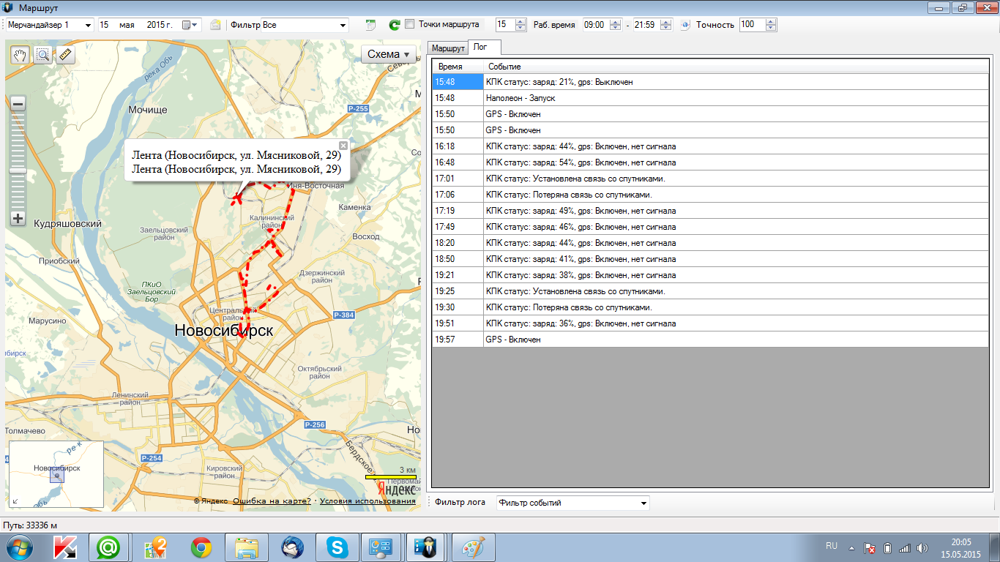 Маршрут
Мерчандайзер 1
15 мая 2015 г.
Фильтр Все
Точки маршрута
15
Раб. время 09:00 - 21:59
Точность 100
Схема
река Обь
Мочище
Р-255
Лента (Новосибирск, ул. Мясниковой, 29)
Лента (Новосибирск, ул. Мясниковой, 29)
Иня-Восточная
Каменка
Калининский район
Кудряшовский
Заельцовский район
Восход
Приобский
Дзержинский район
ПКиО Заельцовский Бор
Центральный район
Р-384
Марусино
Новосибирск
Октябрьский район
Ленинский район
Р-256
Толмачево
Бердское
Р-254
Кировский район
3 км
Яндекс
Новосибирск
Обь
© Яндекс Ошибка на карте? · Условия использования
Маршрут
Лог
Время Событие
15:48 КПК статус: заряд: 21%, gps: Выключен
15:48 Наполеон - Запуск
15:50 GPS - Включен
15:50 GPS - Включен
16:18 КПК статус: заряд: 44%, gps: Включен, нет сигнала
16:48 КПК статус: заряд: 54%, gps: Включен, нет сигнала
17:01 КПК статус: Установлена связь со спутниками.
17:06 КПК статус: Потеряна связь со спутниками.
17:19 КПК статус: заряд: 49%, gps: Включен, нет сигнала
17:49 КПК статус: заряд: 46%, gps: Включен, нет сигнала
18:20 КПК статус: заряд: 44%, gps: Включен, нет сигнала
18:50 КПК статус: заряд: 41%, gps: Включен, нет сигнала
19:21 КПК статус: заряд: 38%, gps: Включен, нет сигнала
19:25 КПК статус: Установлена связь со спутниками.
19:30 КПК статус: Потеряна связь со спутниками.
19:51 КПК статус: заряд: 36%, gps: Включен, нет сигнала
19:57 GPS - Включен
Фильтр лога Фильтр событий
Путь: 33336 м
RU
20:05
15.05.2015